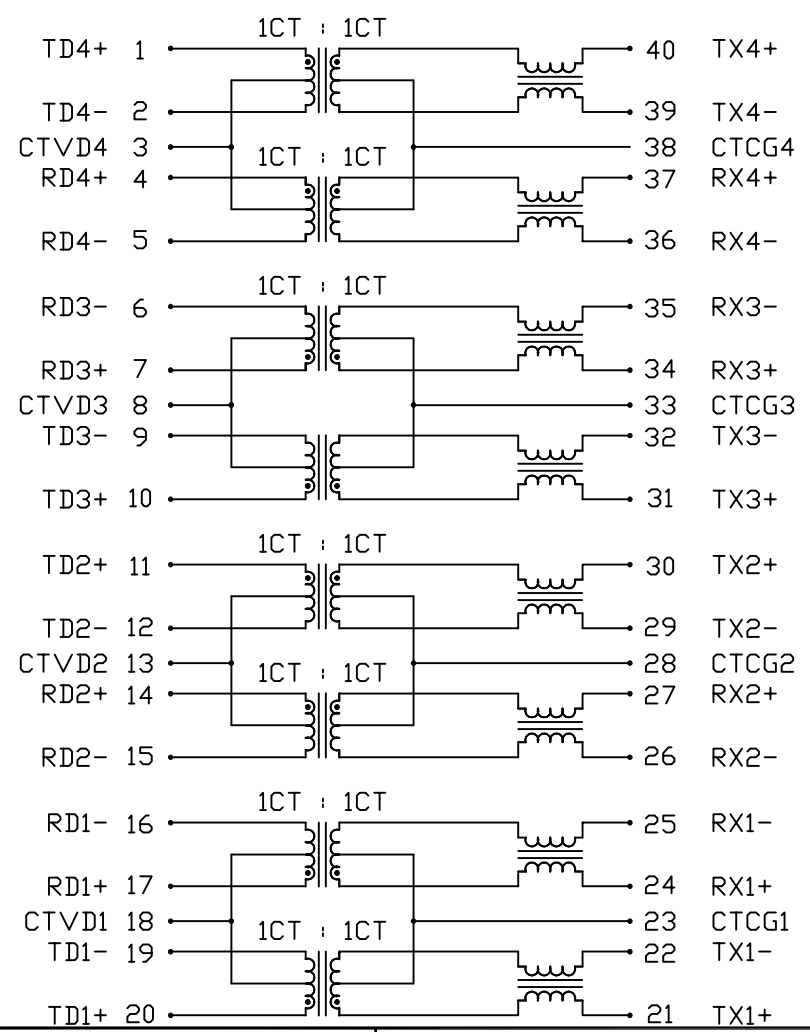 1CT : 1CT
TD4+ 1 40 TX4+
TD4- 2 39 TX4-
CTVD4 3 1CT : 1CT 38 CTCG4
RD4+ 4 37 RX4+
RD4- 5 36 RX4-
1CT : 1CT
RD3- 6 35 RX3-
RD3+ 7 34 RX3+
CTVD3 8 33 CTCG3
TD3- 9 32 TX3-
TD3+ 10 31 TX3+
1CT : 1CT
TD2+ 11 30 TX2+
TD2- 12 29 TX2-
CTVD2 13 28 CTCG2
1CT : 1CT
RD2+ 14 27 RX2+
RD2- 15 26 RX2-
1CT : 1CT
RD1- 16 25 RX1-
RD1+ 17 24 RX1+
CTVD1 18 23 CTCG1
1CT : 1CT
TD1- 19 22 TX1-
TD1+ 20 21 TX1+